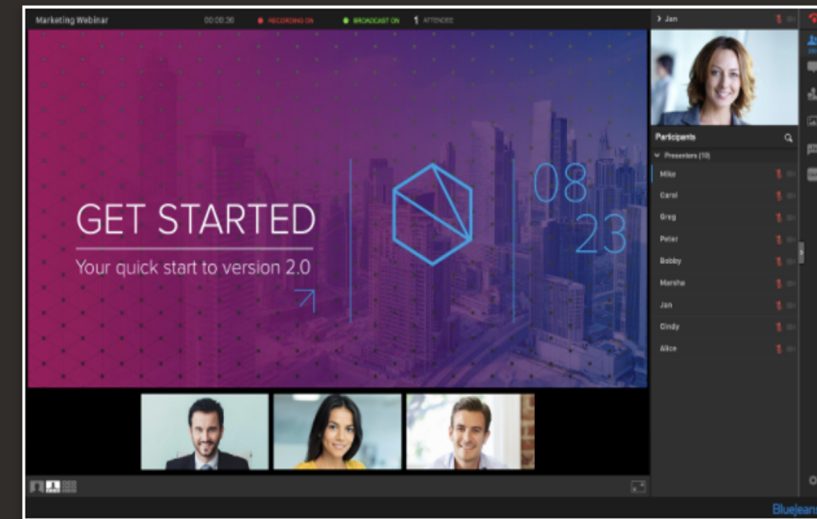 Marketing Webinar
00:00:36
RECORDING ON
BROADCAST ON
1 ATTENDEE
Jan
GET STARTED
Your quick start to version 2.0
08
23
Participants
Presenters (10)
Mike
Carol
Greg
Peter
Bobby
Marsha
Jan
Cindy
Alice
Bluejeans